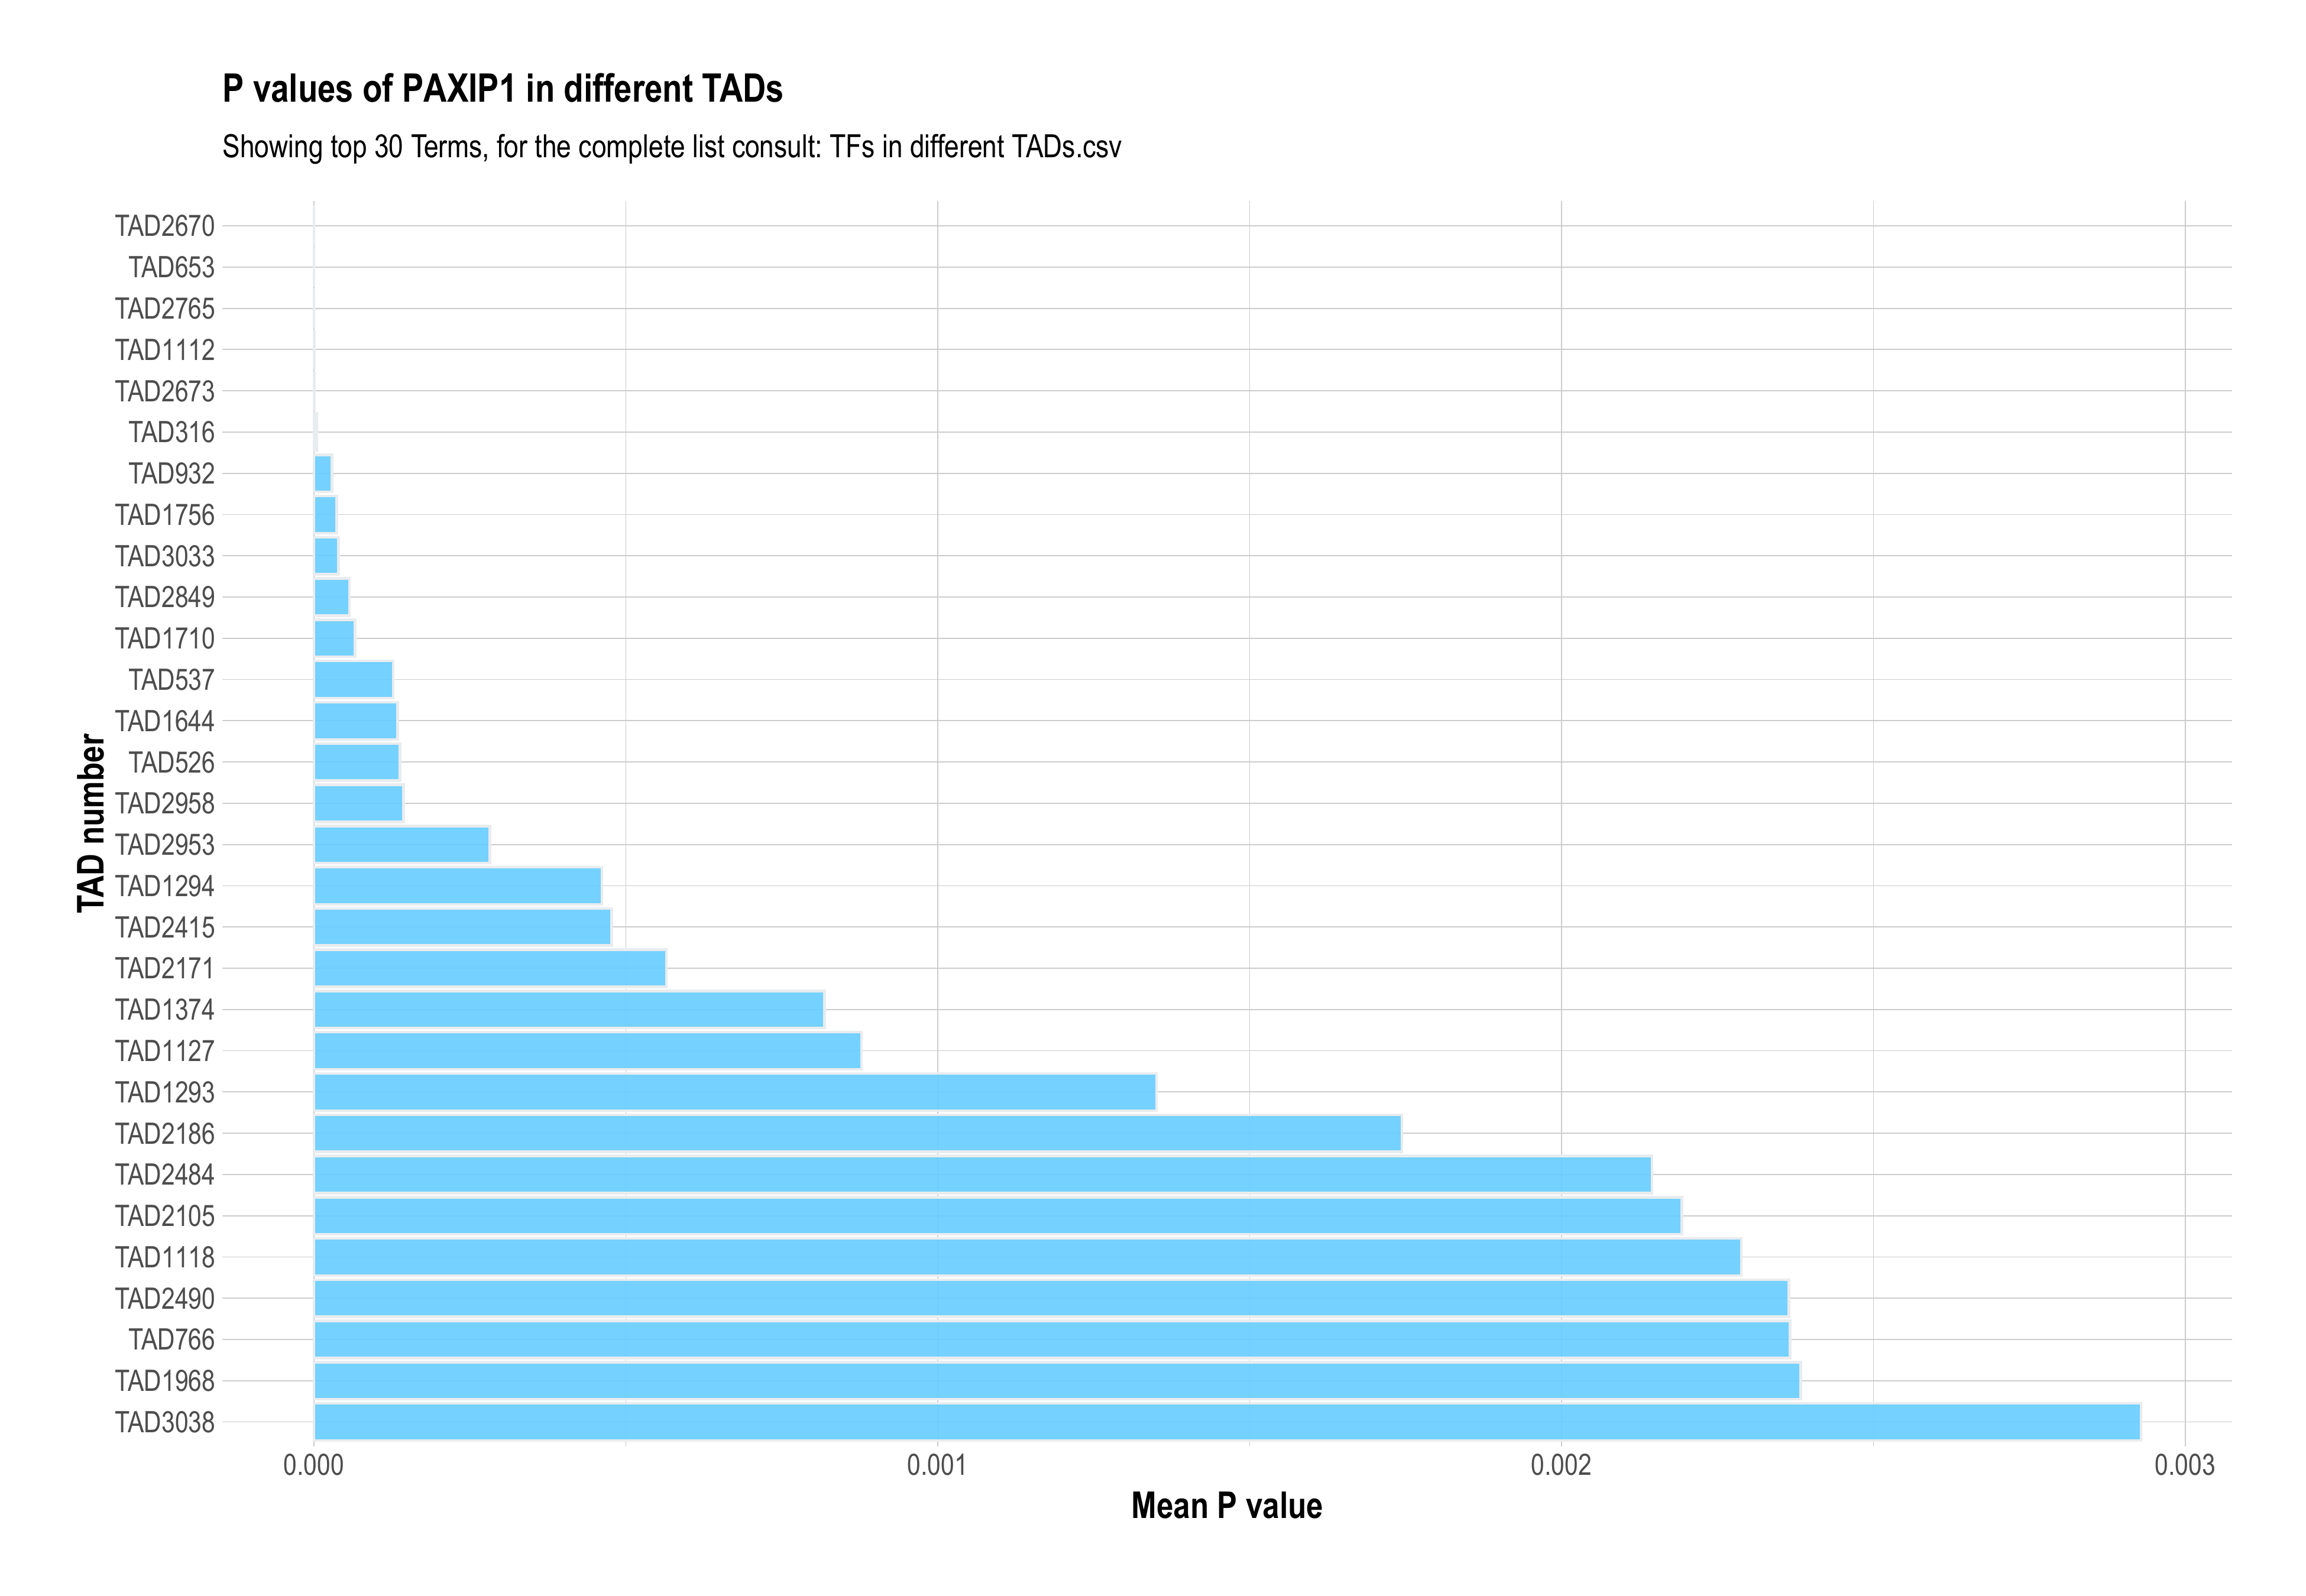 P values of PAXIP1 in different TADs
Showing top 30 Terms, for the complete list consult: TFs in different TADs.csv
TAD number
TAD2670
TAD653
TAD2765
TAD1112
TAD2673
TAD316
TAD932
TAD1756
TAD3033
TAD2849
TAD1710
TAD537
TAD1644
TAD526
TAD2958
TAD2953
TAD1294
TAD2415
TAD2171
TAD1374
TAD1127
TAD1293
TAD2186
TAD2484
TAD2105
TAD1118
TAD2490
TAD766
TAD1968
TAD3038
0.000 0.001 0.002 0.003
Mean P value